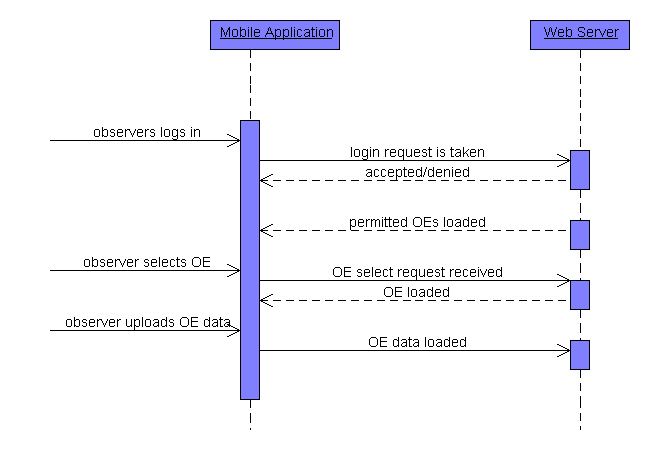 Mobile Application
Web Server
observers logs in
login request is taken
accepted/denied
permitted OEs loaded
observer selects OE
OE select request received
OE loaded
observer uploads OE data
OE data loaded